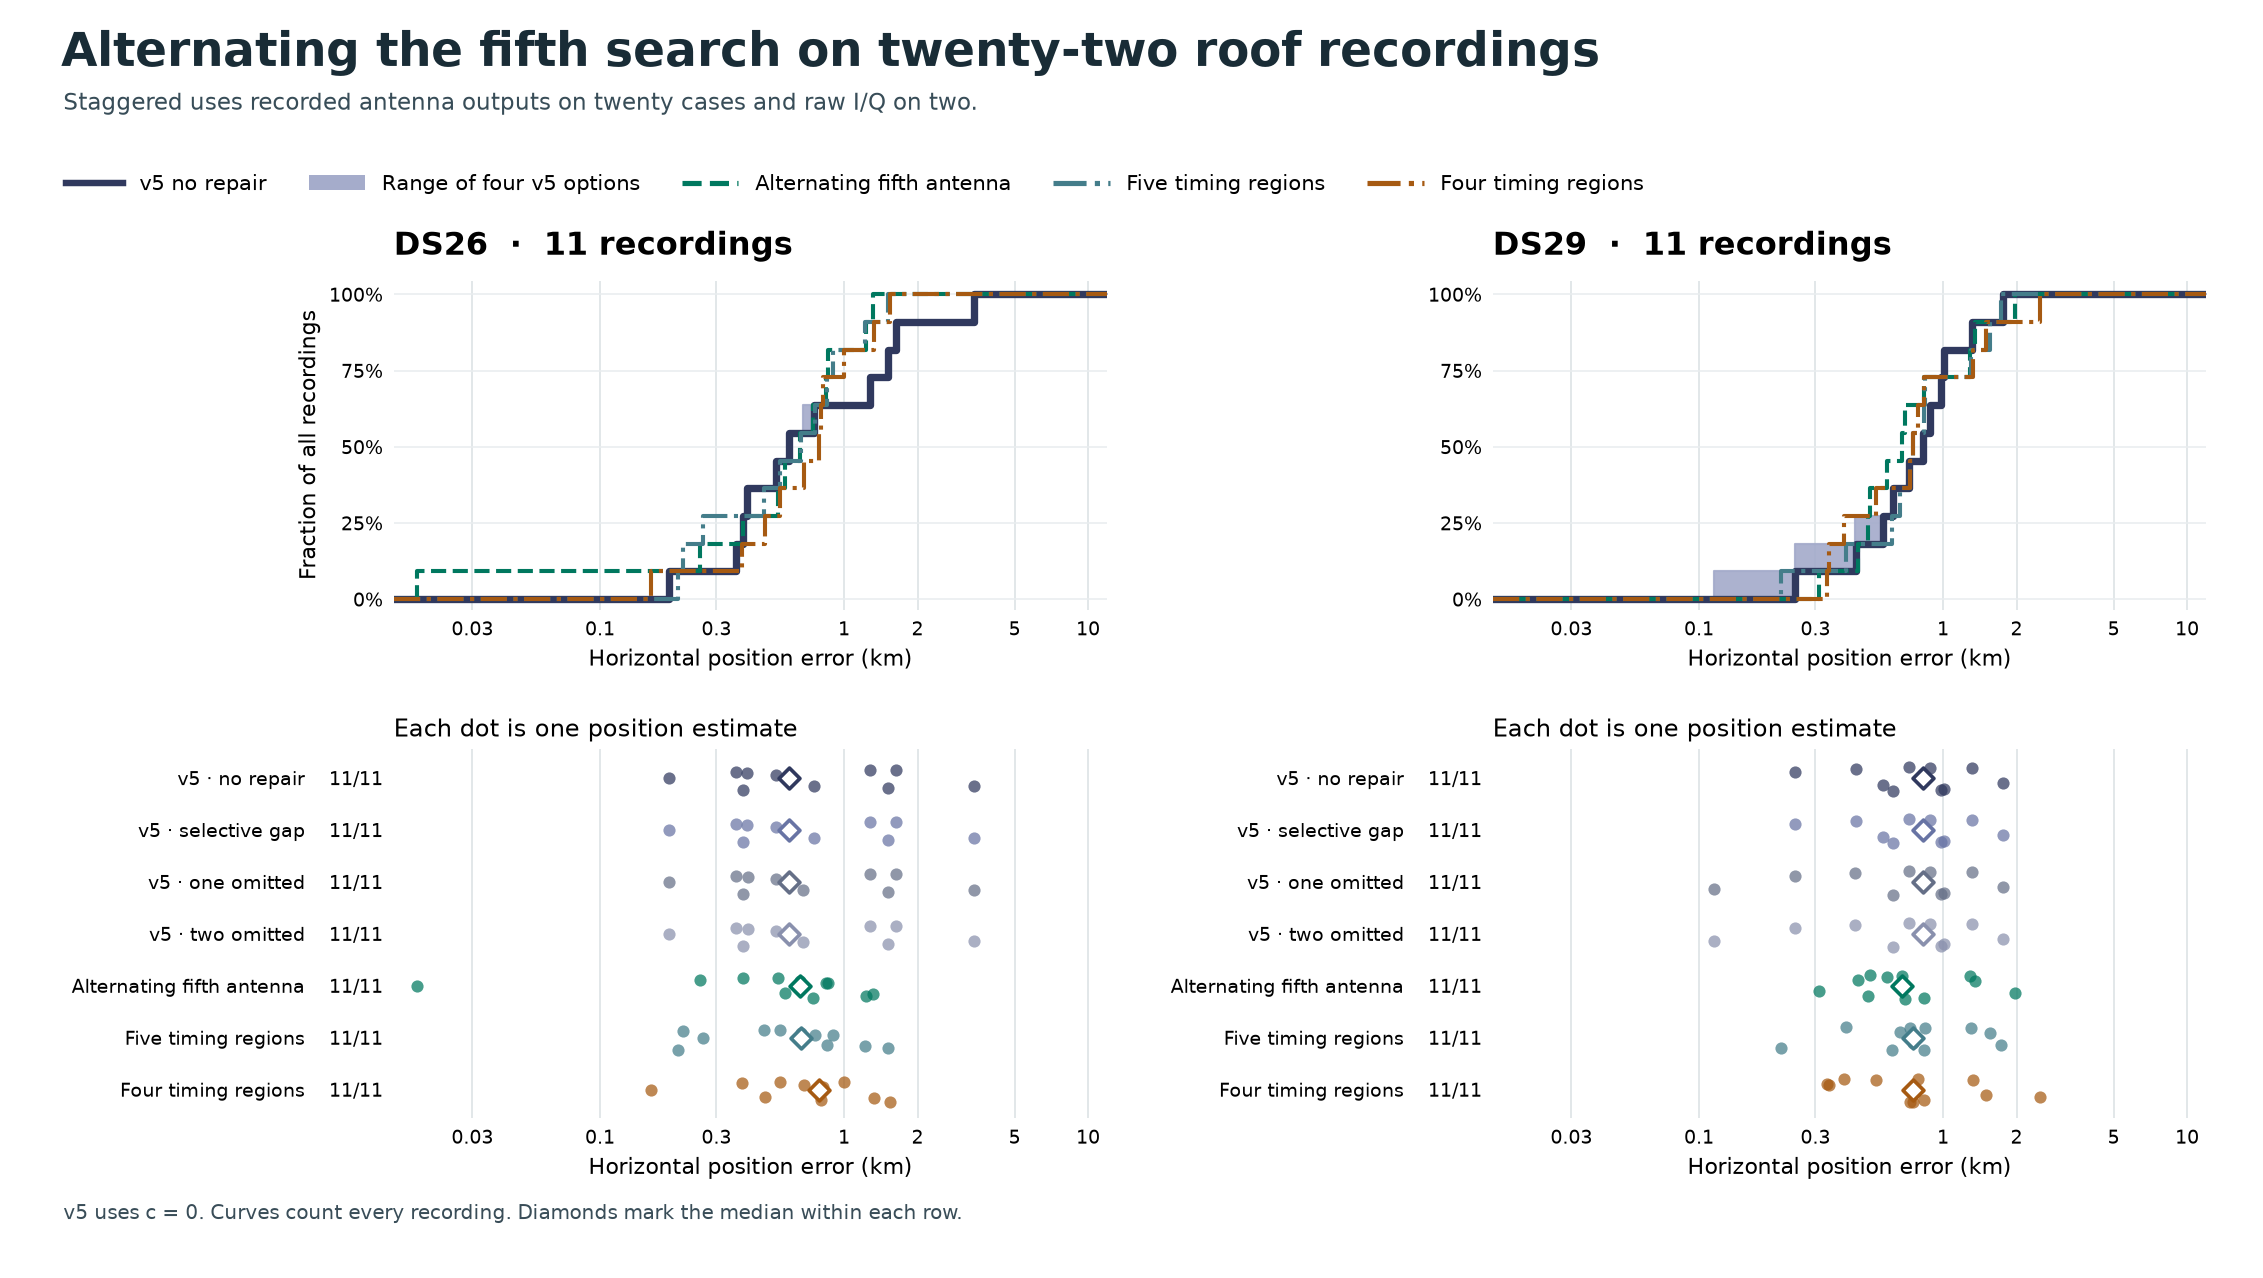 Alternating the fifth search on twenty-two roof recordings
Staggered uses recorded antenna outputs on twenty cases and raw I/Q on two.
v5 no repair
Range of four v5 options
Alternating fifth antenna
Five timing regions
Four timing regions
DS26 · 11 recordings
100%
75%
50%
25%
0%
Fraction of all recordings
0.03 0.1 0.3 1 2 5 10
Horizontal position error (km)
DS29 · 11 recordings
100%
75%
50%
25%
0%
0.03 0.1 0.3 1 2 5 10
Horizontal position error (km)
Each dot is one position estimate
v5 · no repair 11/11
v5 · selective gap 11/11
v5 · one omitted 11/11
v5 · two omitted 11/11
Alternating fifth antenna 11/11
Five timing regions 11/11
Four timing regions 11/11
0.03 0.1 0.3 1 2 5 10
Horizontal position error (km)
Each dot is one position estimate
v5 · no repair 11/11
v5 · selective gap 11/11
v5 · one omitted 11/11
v5 · two omitted 11/11
Alternating fifth antenna 11/11
Five timing regions 11/11
Four timing regions 11/11
0.03 0.1 0.3 1 2 5 10
Horizontal position error (km)
v5 uses c = 0. Curves count every recording. Diamonds mark the median within each row.